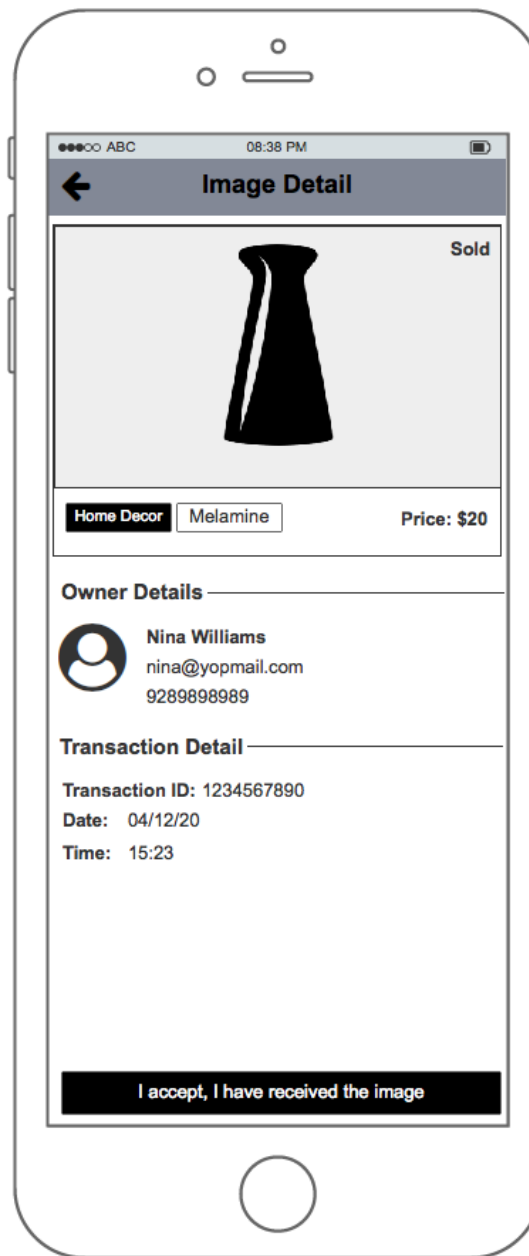 ABC 08:38 PM
Image Detail
Sold
Home Decor Melamine Price: $20
Owner Details
Nina Williams
nina@yopmail.com
9289898989
Transaction Detail
Transaction ID: 1234567890
Date: 04/12/20
Time: 15:23
I accept, I have received the image